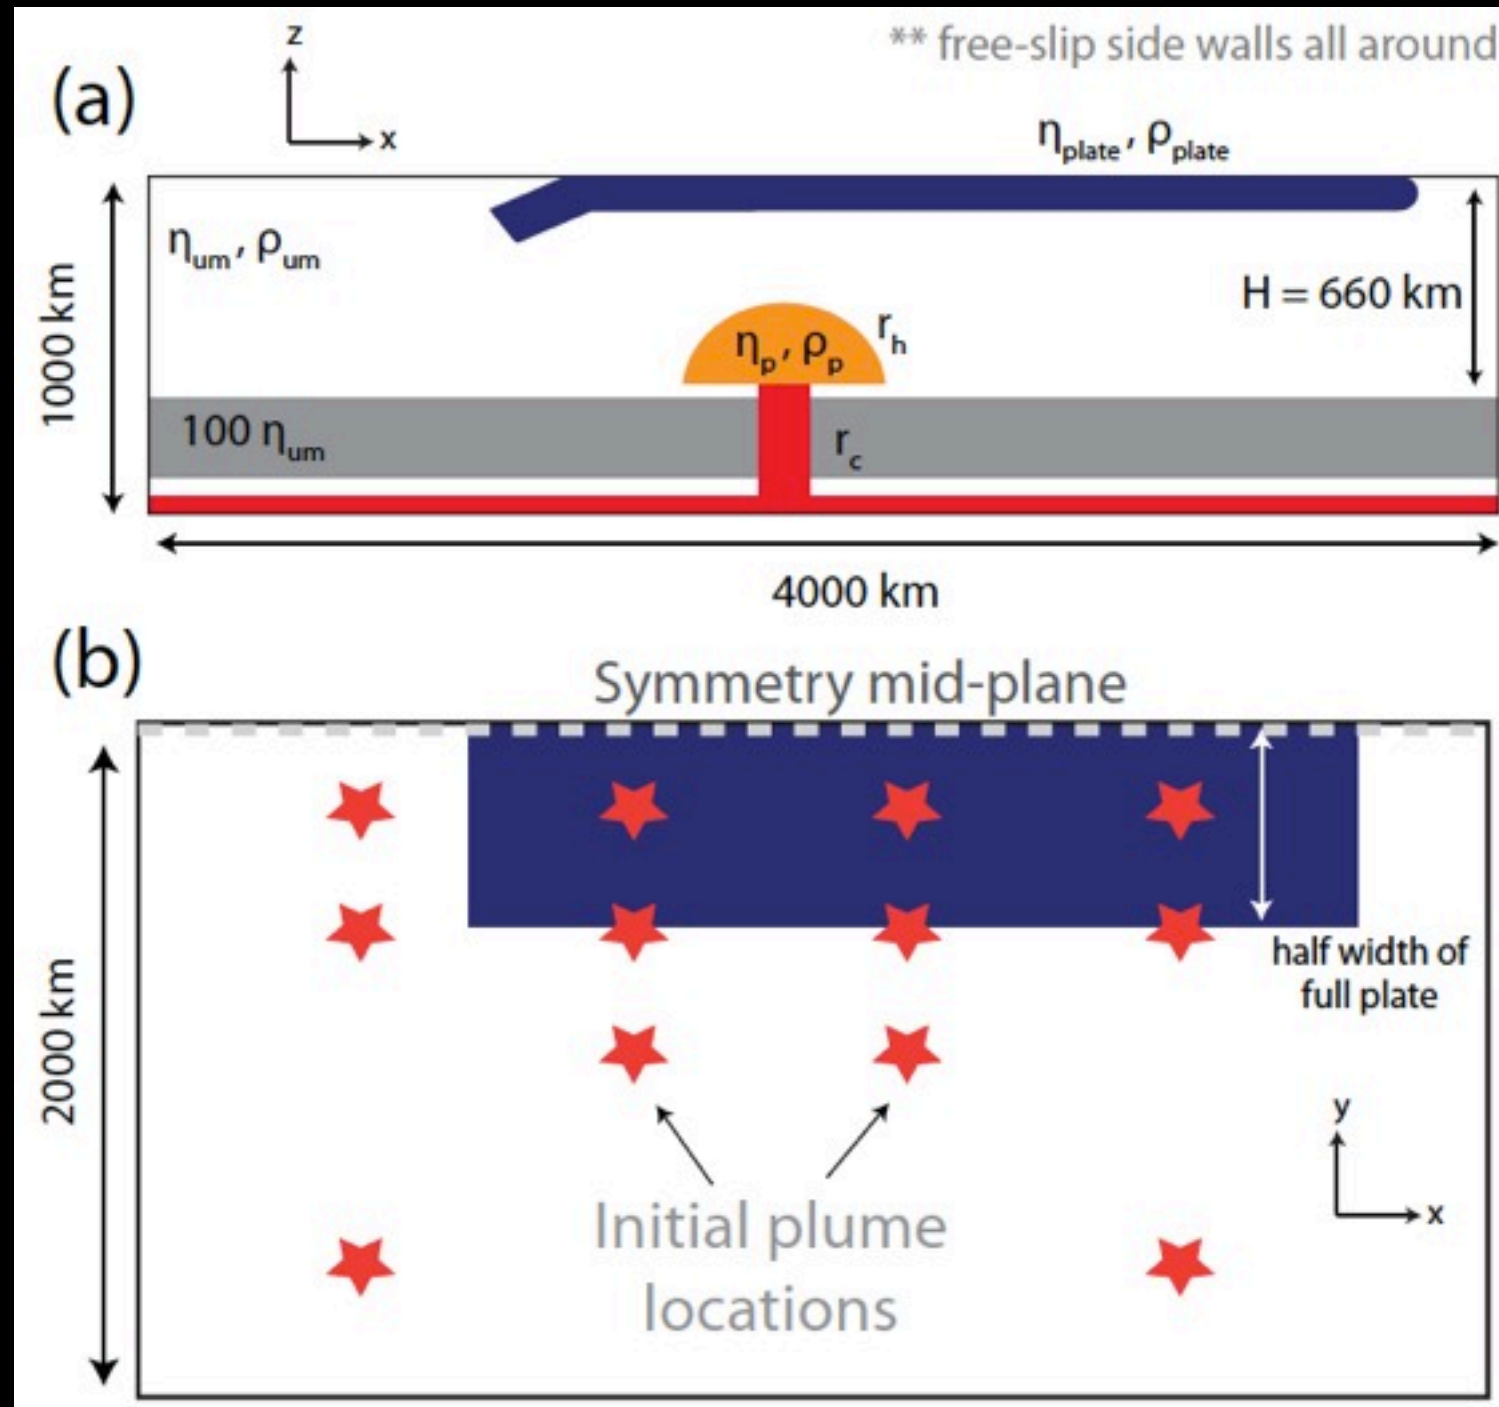 ** free-slip side walls all around
(a)
z
x
η_plate, ρ_plate
η_um, ρ_um
1000 km
H = 660 km
η_p, ρ_p
r_h
100 η_um
r_c
4000 km
(b)
Symmetry mid-plane
2000 km
half width of
full plate
y
x
Initial plume
locations